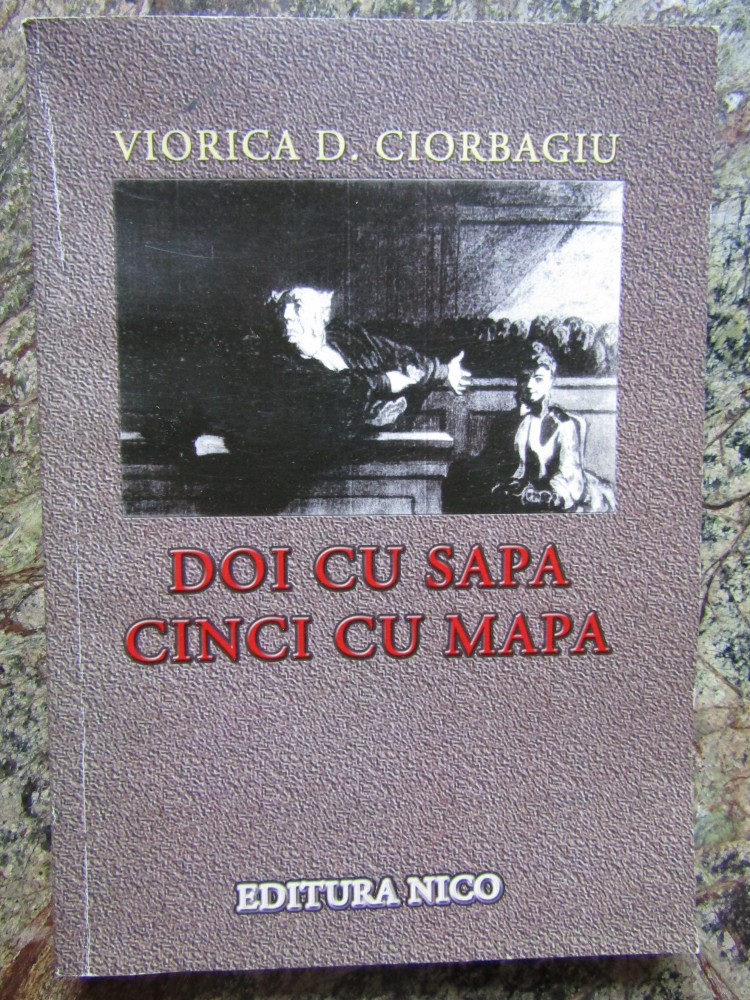 VIORICA D. CIORBAGIU
DOI CU SAPA
CINCI CU MAPA
EDITURA NICO